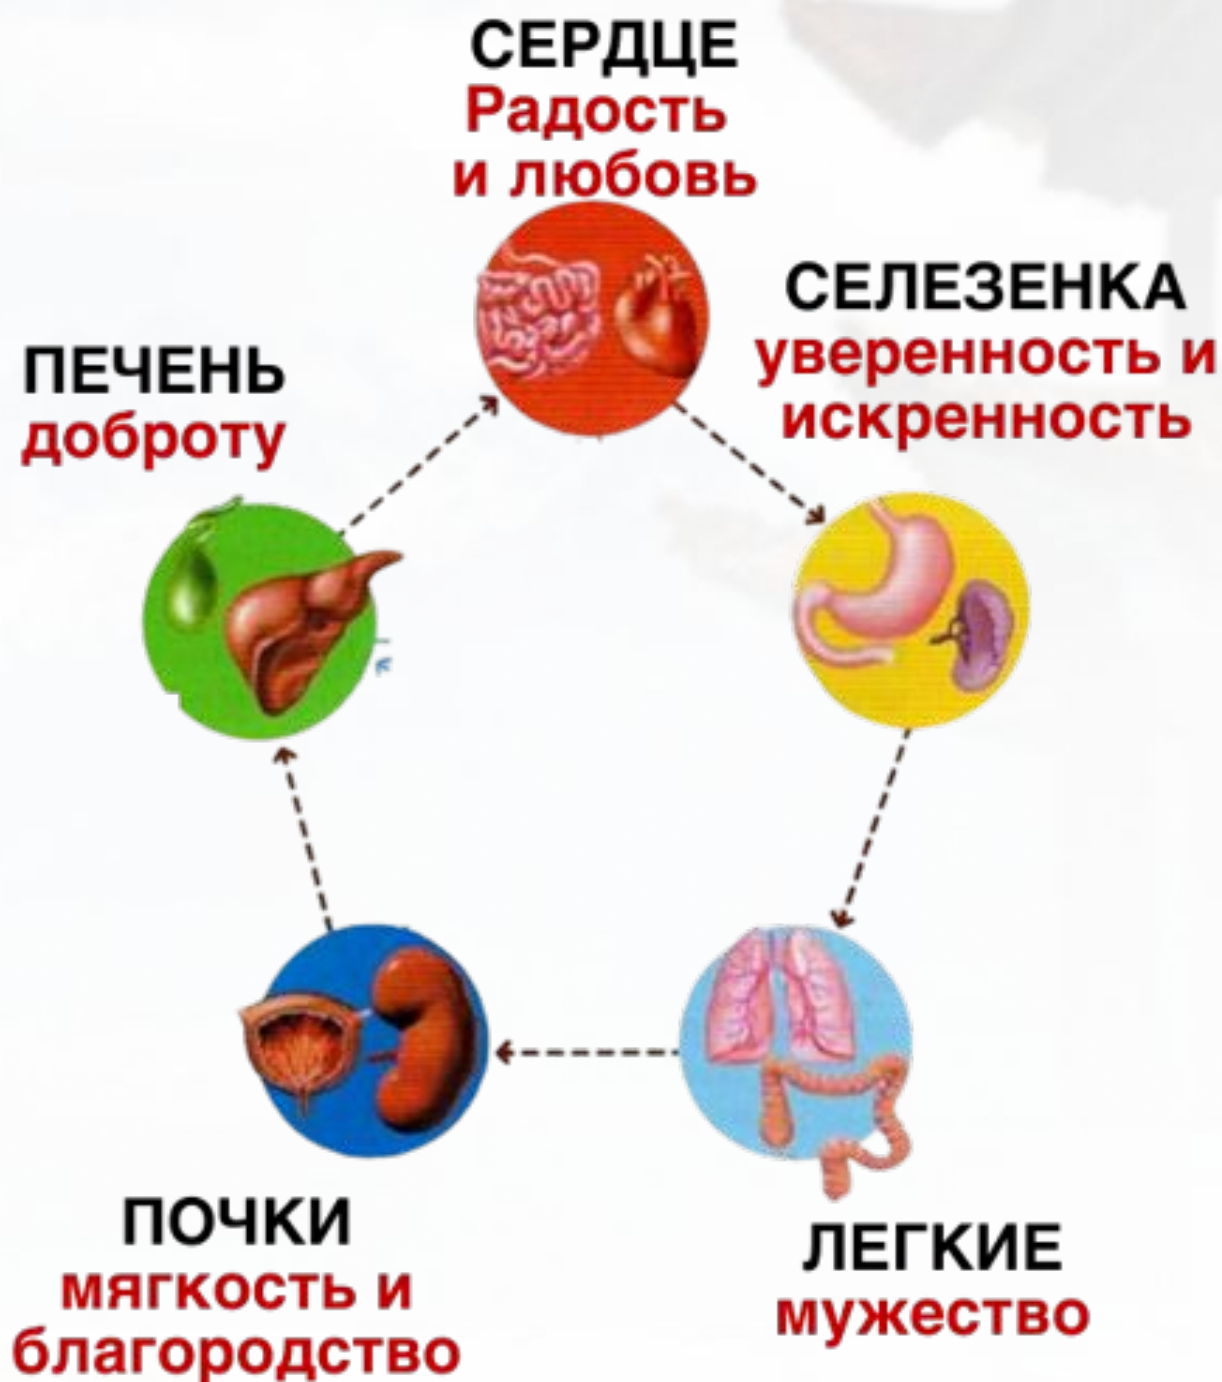 СЕРДЦЕ
Радость
и любовь
СЕЛЕЗЕНКА
уверенность и
искренность
ПЕЧЕНЬ
доброту
ПОЧКИ
мягкость и
благородство
ЛЕГКИЕ
мужество